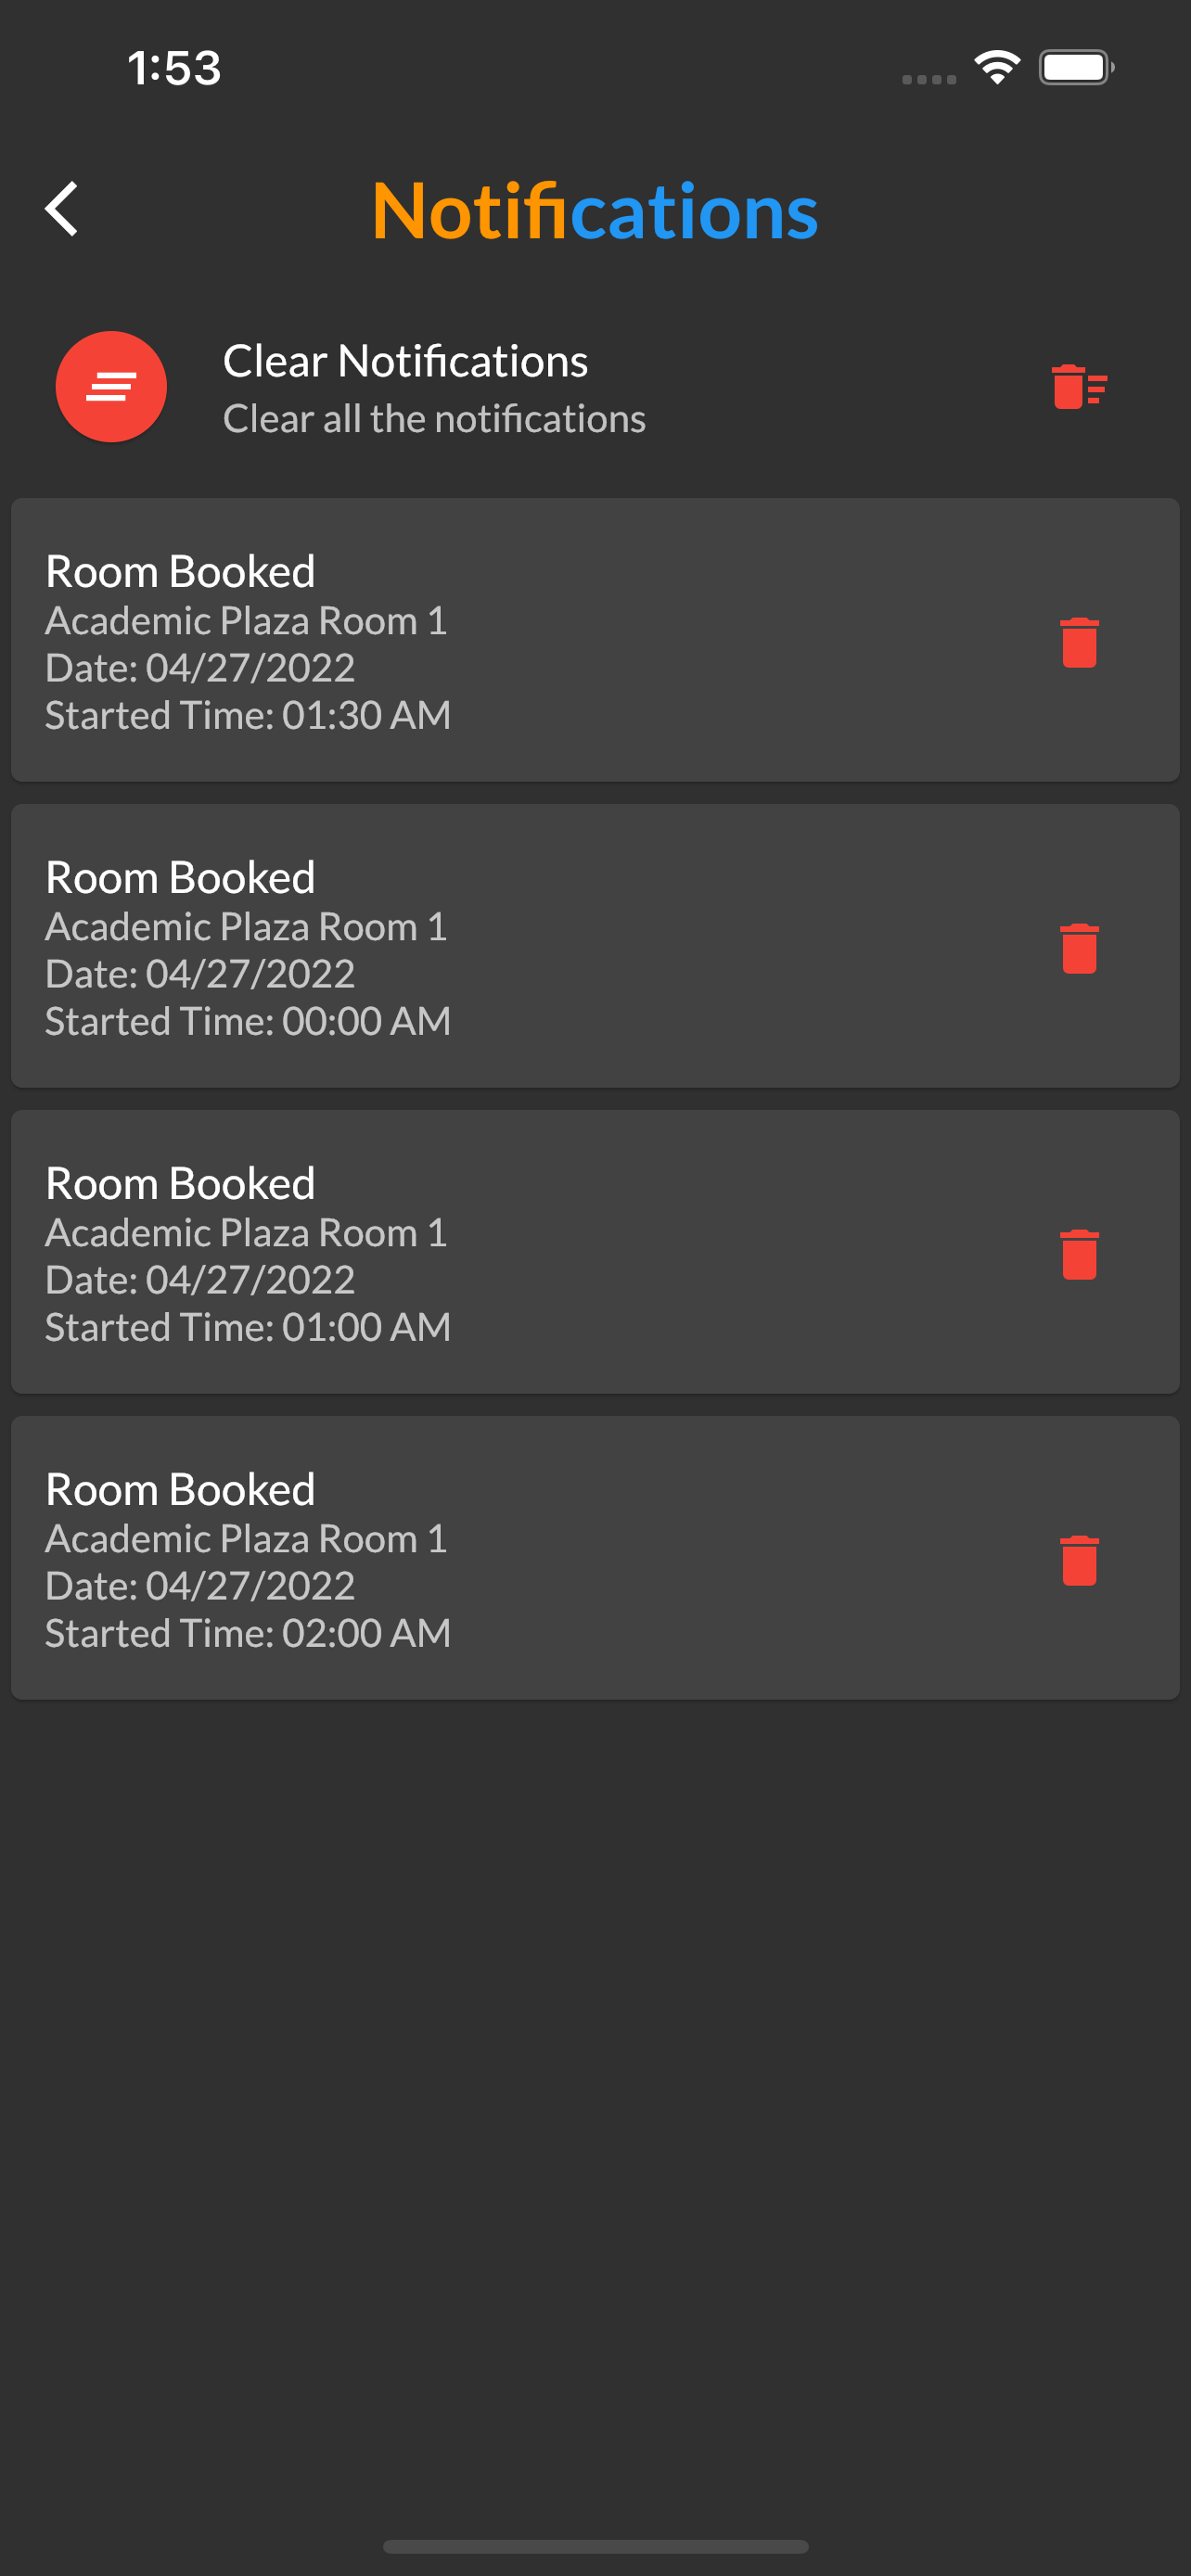 1:53
Notifications
Clear Notifications
Clear all the notifications
Room Booked
Academic Plaza Room 1
Date: 04/27/2022
Started Time: 01:30 AM
Room Booked
Academic Plaza Room 1
Date: 04/27/2022
Started Time: 00:00 AM
Room Booked
Academic Plaza Room 1
Date: 04/27/2022
Started Time: 01:00 AM
Room Booked
Academic Plaza Room 1
Date: 04/27/2022
Started Time: 02:00 AM